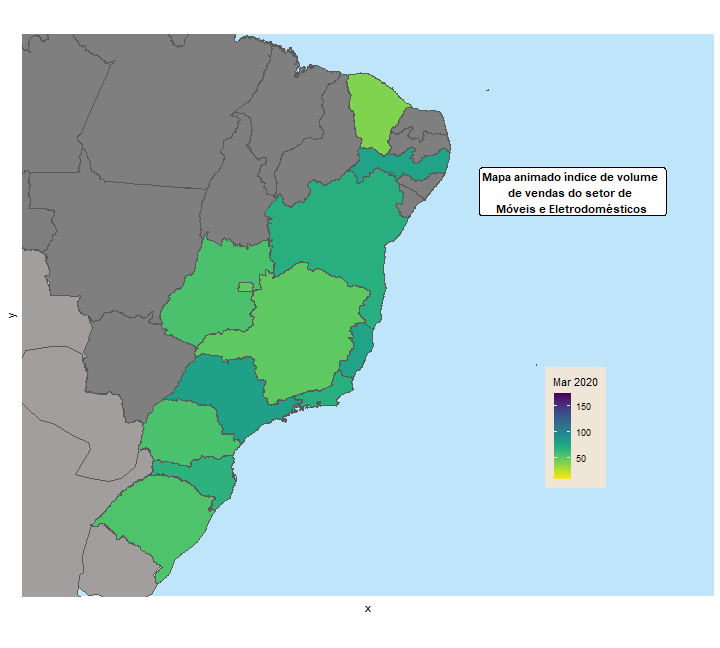 Mapa animado índice de volume
de vendas do setor de
Móveis e Eletrodomésticos
y
Mar 2020
150
100
50
x